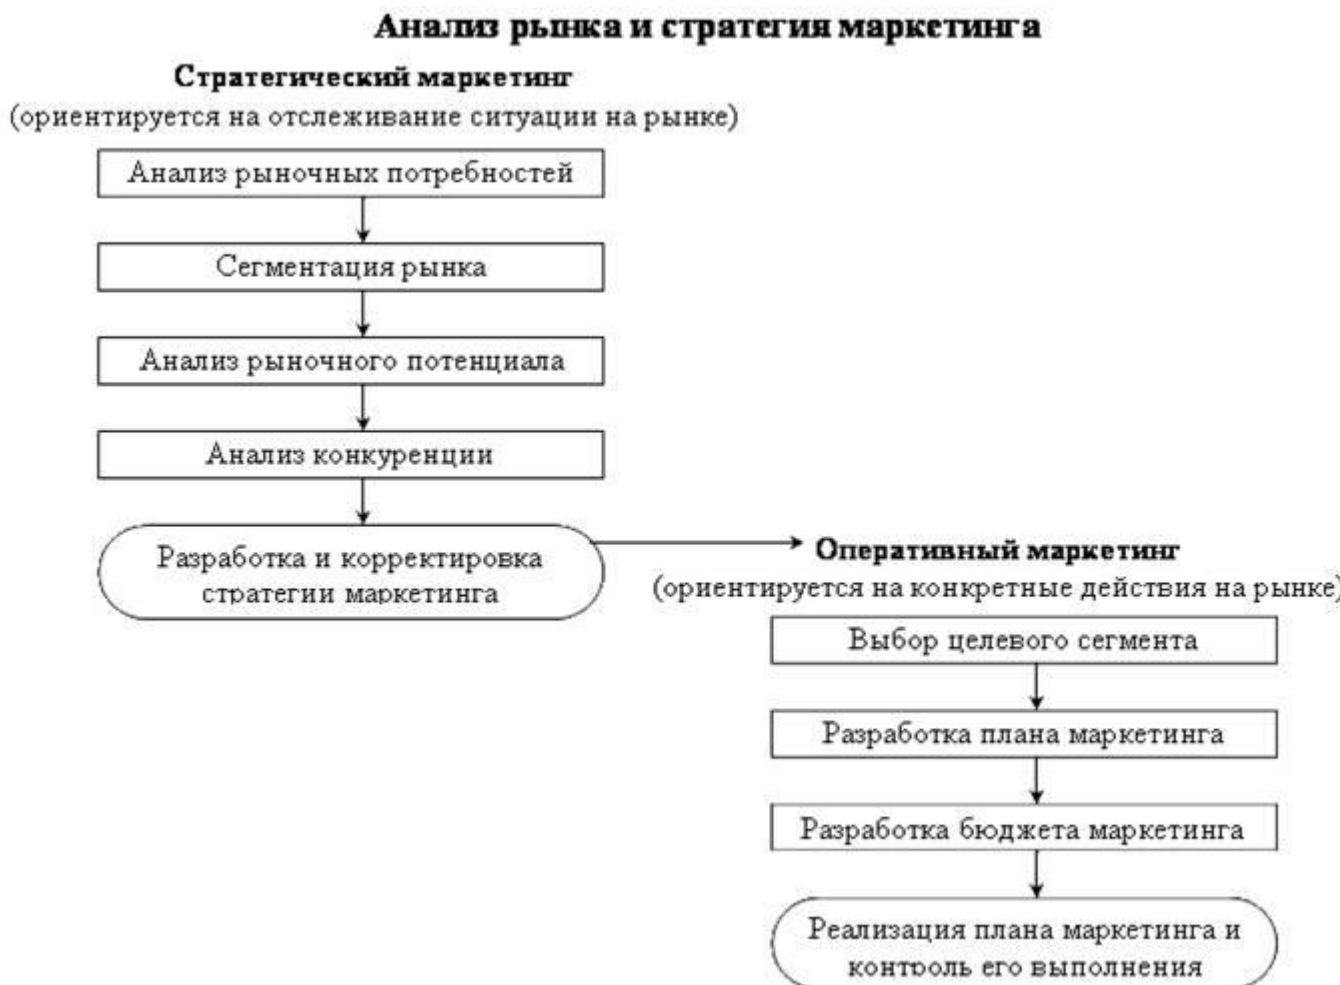 Анализ рынка и стратегия маркетинга
Стратегический маркетинг
(ориентируется на отслеживание ситуации на рынке)
Анализ рыночных потребностей
Сегментация рынка
Анализ рыночного потенциала
Анализ конкуренции
Разработка и корректировка
стратегии маркетинга
Оперативный маркетинг
(ориентируется на конкретные действия на рынке)
Выбор целевого сегмента
Разработка плана маркетинга
Разработка бюджета маркетинга
Реализация плана маркетинга и
контроль его выполнения